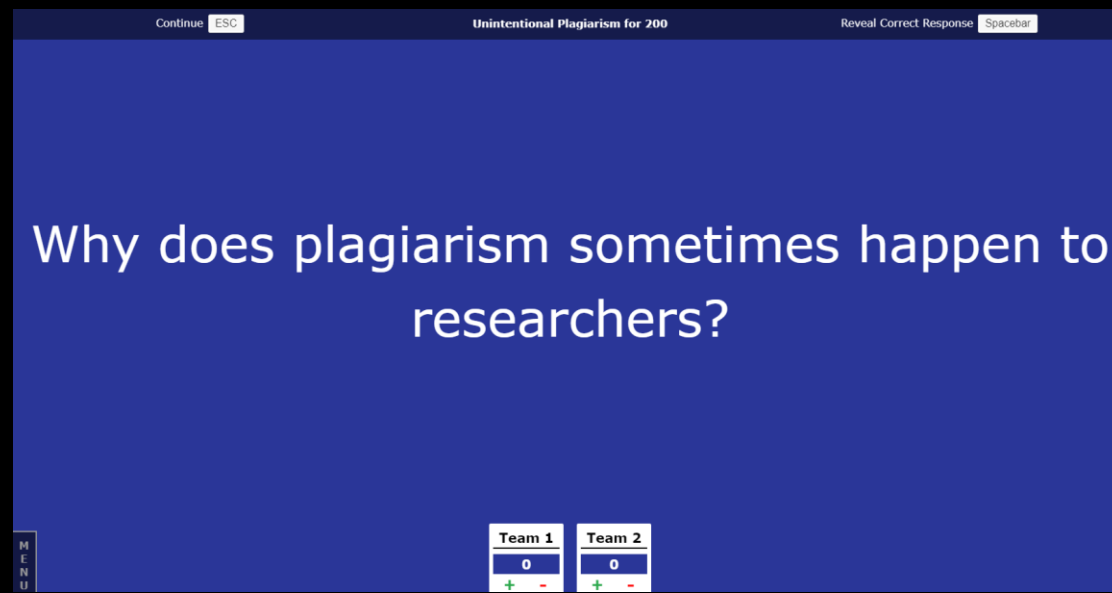 Continue ESC
Unintentional Plagiarism for 200
Reveal Correct Response Spacebar
Why does plagiarism sometimes happen to
researchers?
MENU
Team 1
0
+ -
Team 2
0
+ -